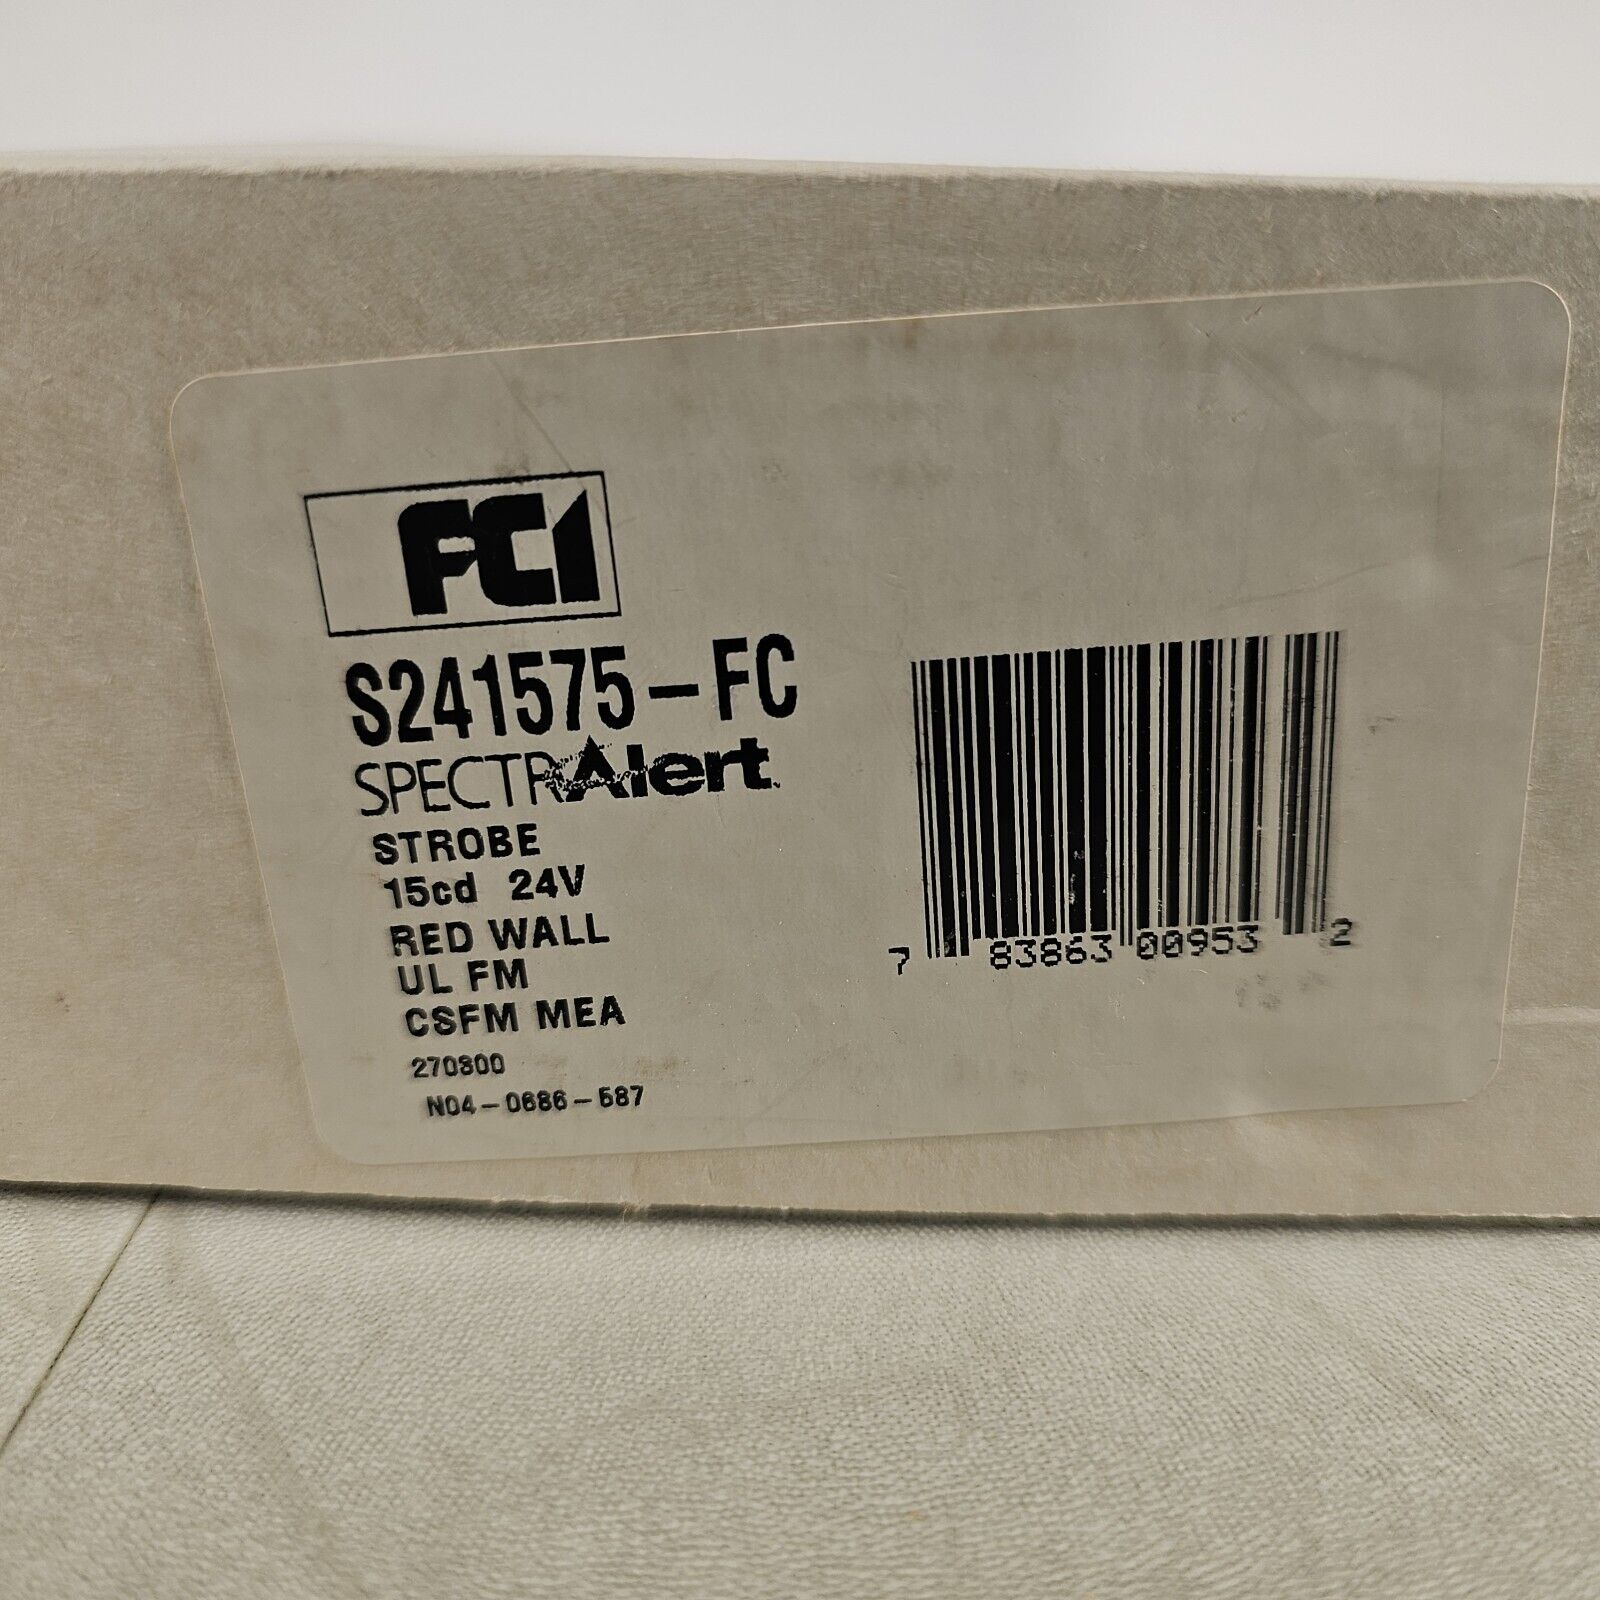 FCI
S241575-FC
SPECTRAlert
STROBE
15cd 24V
RED WALL
UL FM
CSFM MEA
270800
N04-0686-587
7 83863 00953 2